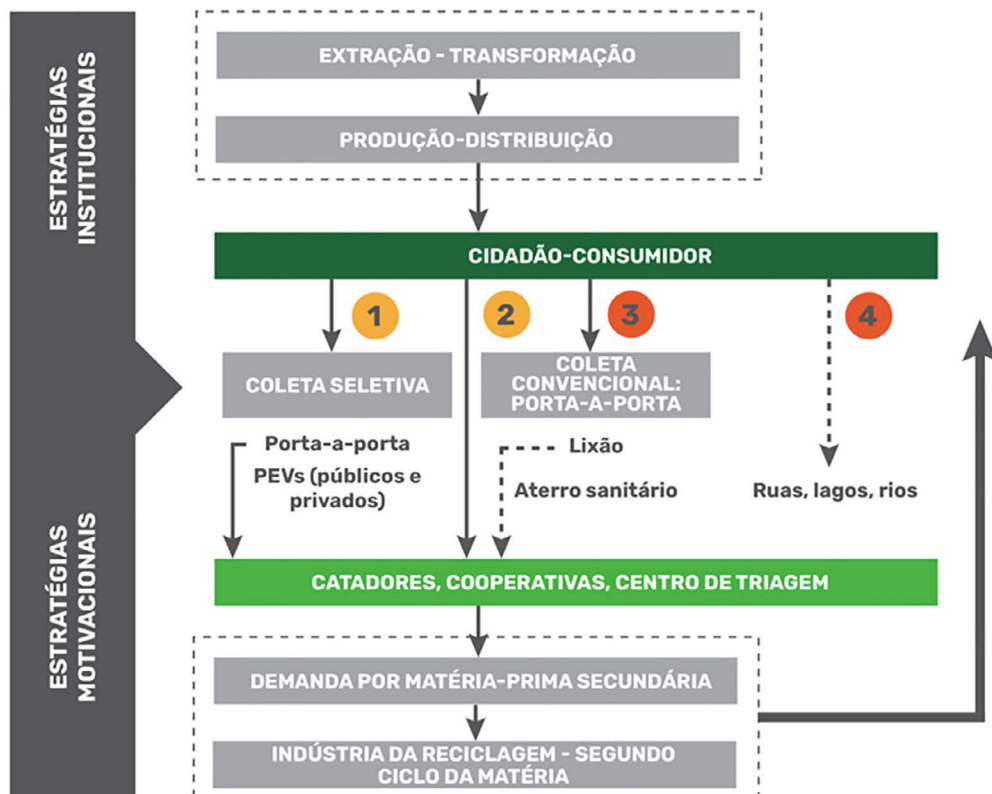 ESTRATÉGIAS
INSTITUCIONAIS
EXTRAÇÃO - TRANSFORMAÇÃO
PRODUÇÃO-DISTRIBUIÇÃO
CIDADÃO-CONSUMIDOR
1
2
3
4
COLETA SELETIVA
COLETA
CONVENCIONAL:
PORTA-A-PORTA
Porta-a-porta
PEVs (públicos e
privados)
Lixão
Aterro sanitário
Ruas, lagos, rios
ESTRATÉGIAS
MOTIVACIONAIS
CATADORES, COOPERATIVAS, CENTRO DE TRIAGEM
DEMANDA POR MATÉRIA-PRIMA SECUNDÁRIA
INDÚSTRIA DA RECICLAGEM - SEGUNDO
CICLO DA MATÉRIA